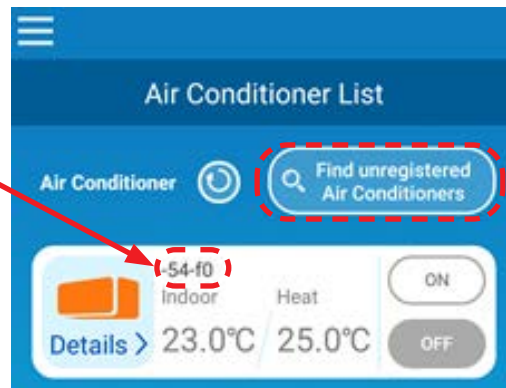 Air Conditioner List
Air Conditioner
Find unregistered
Air Conditioners
-54-f0
Indoor
Heat
ON
Details >
23.0°C
25.0°C
OFF